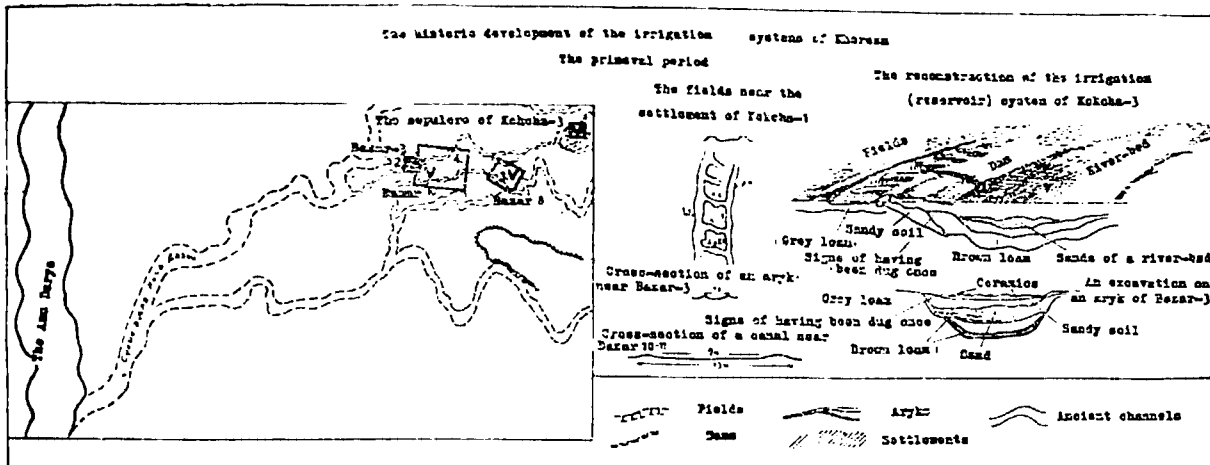 The historic development of the irrigation systems of Khoresm
The primeval period
The fields near the
settlement of Kokcha-1
The reconstruction of the irrigation
(reservoir) system of Kokcha-3
The sepulcre of Kokcha-3
Bazar-3
Bazar 8
The Amu Darya
Fields
Dam
River-bed
Sandy soil
Grey loam
Signs of having
been dug once
Brown loam
Sands of a river-bed
Cross-section of an aryk
near Bazar-3
Ceramics
An excavation on
an aryk of Bazar-3
Grey loam
Signs of having been dug once
Sandy soil
Brown loam
Sand
Cross-section of a canal near
Bazar 10-11
Fields
Aryks
Ancient channels
Dams
Settlements